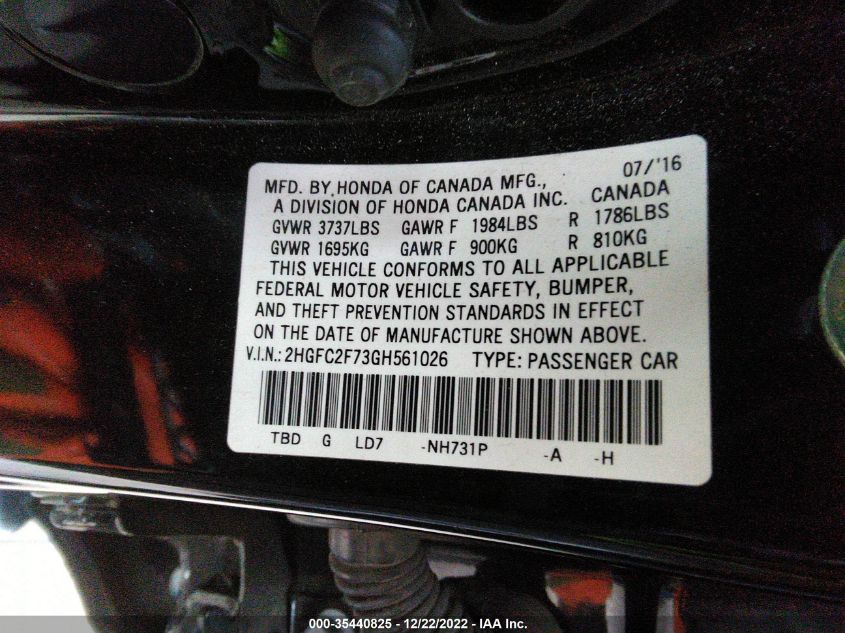 07/'16
MFD. BY HONDA OF CANADA MFG.,
A DIVISION OF HONDA CANADA INC. CANADA
GVWR 3737LBS GAWR F 1984LBS R 1786LBS
GVWR 1695KG GAWR F 900KG R 810KG
THIS VEHICLE CONFORMS TO ALL APPLICABLE
FEDERAL MOTOR VEHICLE SAFETY, BUMPER,
AND THEFT PREVENTION STANDARDS IN EFFECT
ON THE DATE OF MANUFACTURE SHOWN ABOVE.
V.I.N.: 2HGFC2F73GH561026 TYPE: PASSENGER CAR
TBD G LD7 -NH731P -A -H
000-35440825 - 12/22/2022 - IAA Inc.